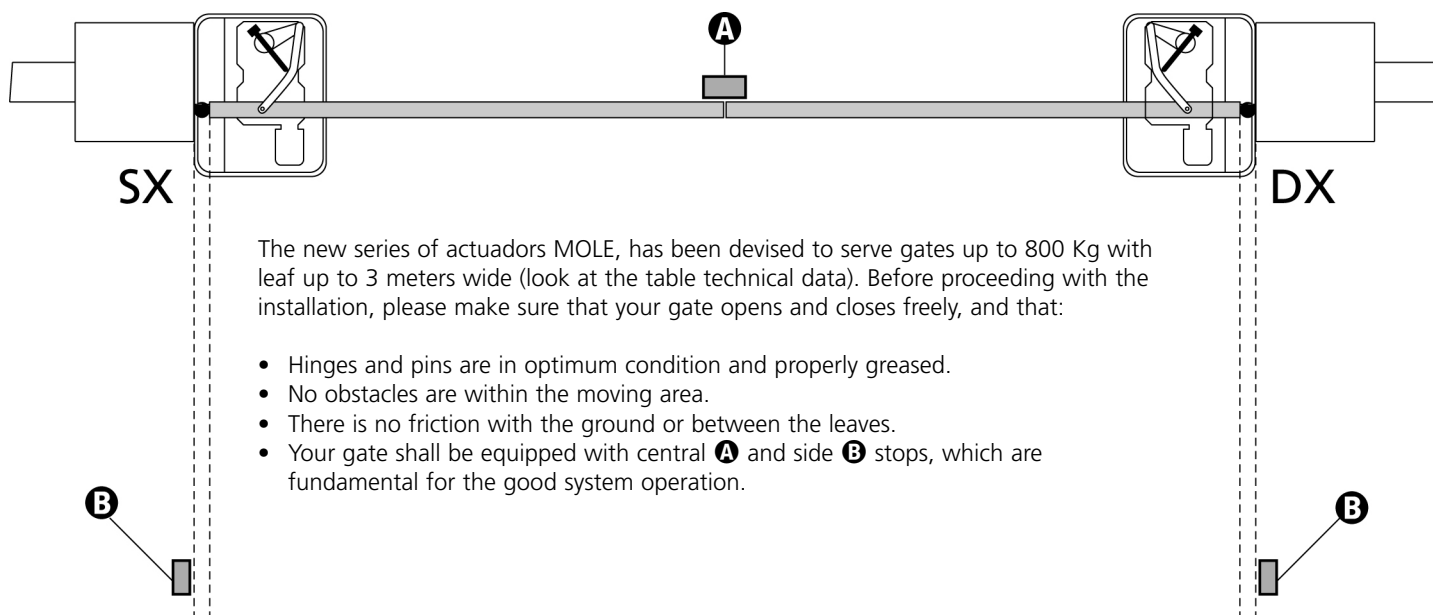 A
SX
DX
The new series of actuadors MOLE, has been devised to serve gates up to 800 Kg with
leaf up to 3 meters wide (look at the table technical data). Before proceeding with the
installation, please make sure that your gate opens and closes freely, and that:
• Hinges and pins are in optimum condition and properly greased.
• No obstacles are within the moving area.
• There is no friction with the ground or between the leaves.
• Your gate shall be equipped with central A and side B stops, which are
fundamental for the good system operation.
B
B